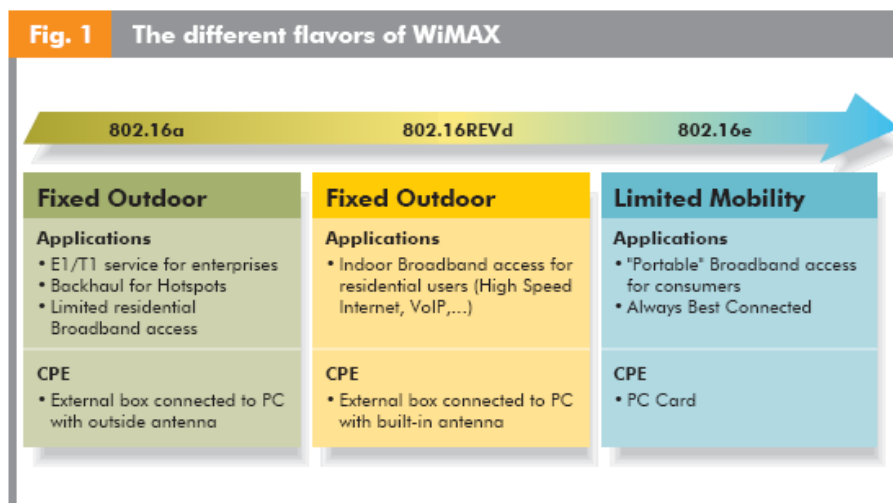 Fig. 1 The different flavors of WiMAX
802.16a 802.16REVd 802.16e
Fixed Outdoor
Applications
• E1/T1 service for enterprises
• Backhaul for Hotspots
• Limited residential
Broadband access
CPE
• External box connected to PC
with outside antenna
Fixed Outdoor
Applications
• Indoor Broadband access for
residential users (High Speed
Internet, VoIP,...)
CPE
• External box connected to PC
with built-in antenna
Limited Mobility
Applications
• "Portable" Broadband access
for consumers
• Always Best Connected
CPE
• PC Card